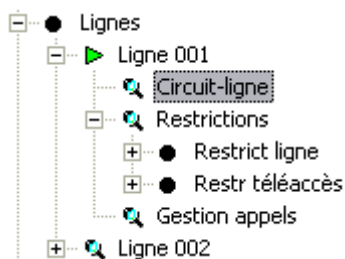 Lignes
Ligne 001
Circuit-ligne
Restrictions
Restrict ligne
Restr téléaccès
Gestion appels
Ligne 002